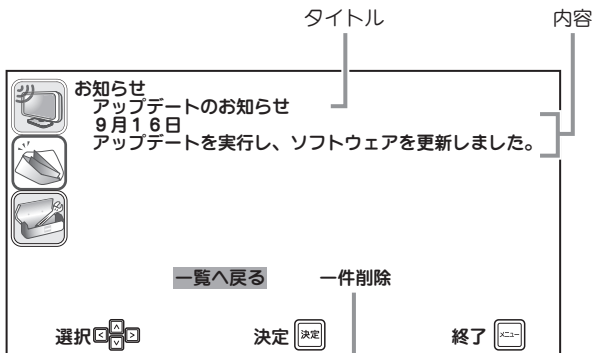 タイトル
内容
お知らせ
アップデートのお知らせ
9月16日
アップデートを実行し、ソフトウェアを更新しました。
一覧へ戻る 一件削除
選択 決定 決定 終了 メニュー